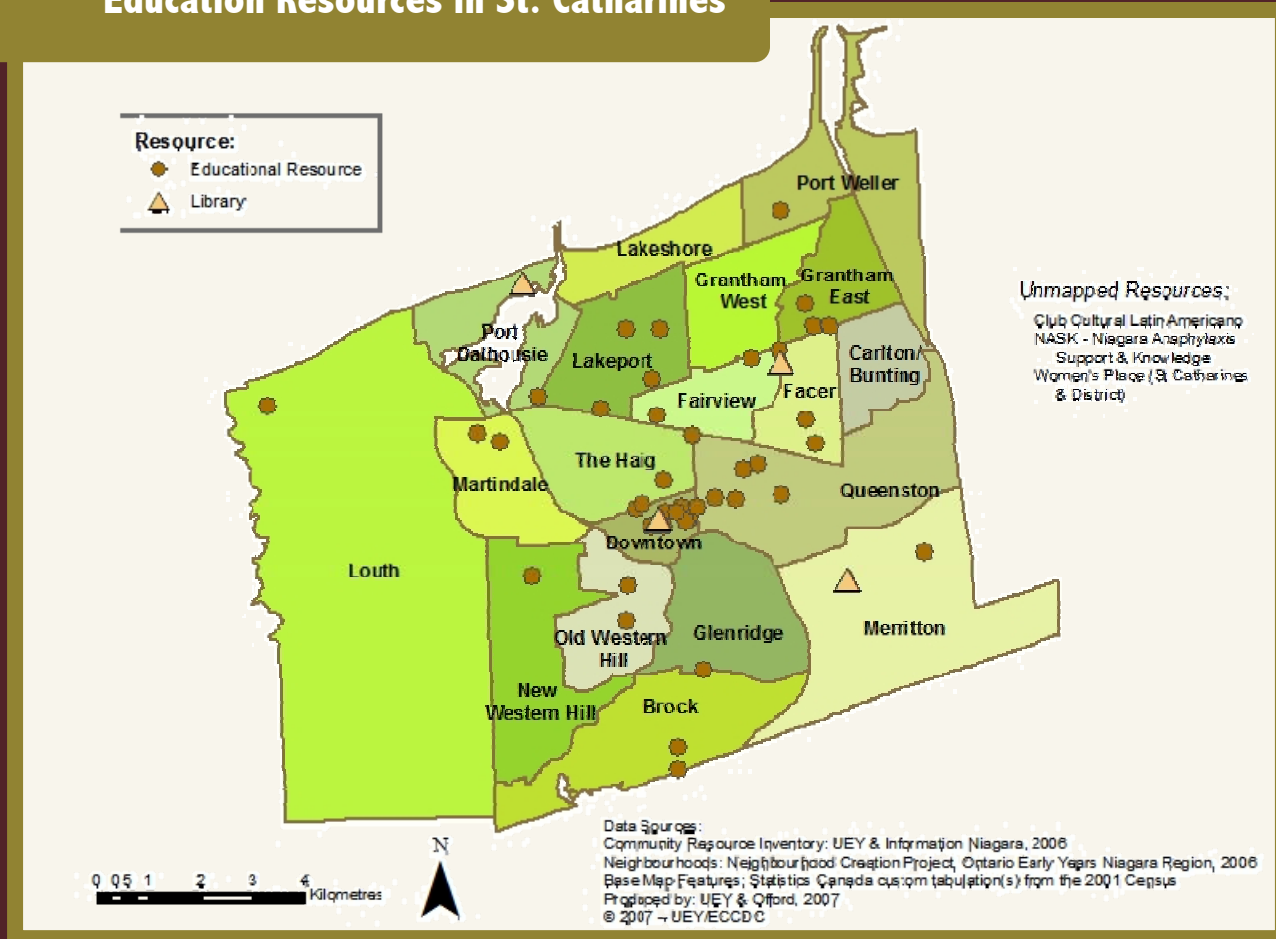 Education Resources in St. Catharines
Resource:
Educational Resource
Library
Port Weller
Lakeshore
Grantham
West
Grantham
East
Port
Dalhousie
Lakeport
Carlton/
Bunting
Facer
Fairview
The Haig
Martindale
Queenston
Downtown
Louth
Old Western
Hill
Glenridge
Merritton
New
Western Hill
Brock
Unmapped Resources:
Club Cultural Latin Americano
NASK - Niagara Anaphylaxis
Support & Knowledge
Women's Place (St Catharines
& District)
Data Sources:
Community Resource Inventory: UEY & Information Niagara, 2006
Neighbourhoods: Neighbourhood Creation Project, Ontario Early Years Niagara Region, 2006
Base Map Features; Statistics Canada custom tabulation(s) from the 2001 Census
Produced by: UEY & Offord, 2007
© 2007 – UEY/ECCDC
N
0 0.5 1 2 3 4
Kilometres